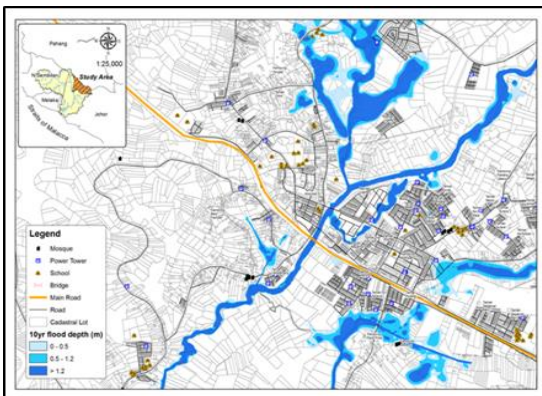 Pahang
1:25,000
N.Sembilan
Study Area
Melaka
Johor
Straits of Malacca
Legend
Mosque
Power Tower
School
Bridge
Main Road
Road
Cadastral Lot
10yr flood depth (m)
0 - 0.5
0.5 - 1.2
> 1.2